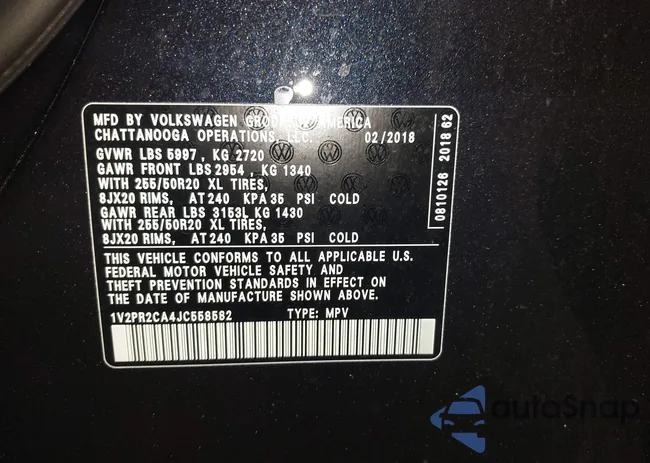 MFD BY VOLKSWAGEN GROUP OF AMERICA
CHATTANOOGA OPERATIONS, LLC. 02/2018
GVWR LBS 5997, KG 2720
GAWR FRONT LBS 2954, KG 1340
WITH 255/50R20 XL TIRES,
8JX20 RIMS, AT 240 KPA 35 PSI COLD
GAWR REAR LBS 3153L KG 1430
WITH 255/50R20 XL TIRES,
8JX20 RIMS, AT 240 KPA 35 PSI COLD
THIS VEHICLE CONFORMS TO ALL APPLICABLE U.S.
FEDERAL MOTOR VEHICLE SAFETY AND
THEFT PREVENTION STANDARDS IN EFFECT ON
THE DATE OF MANUFACTURE SHOWN ABOVE.
1V2PR2CA4JC558582 TYPE: MPV
0810126 2018 62
autoSnap